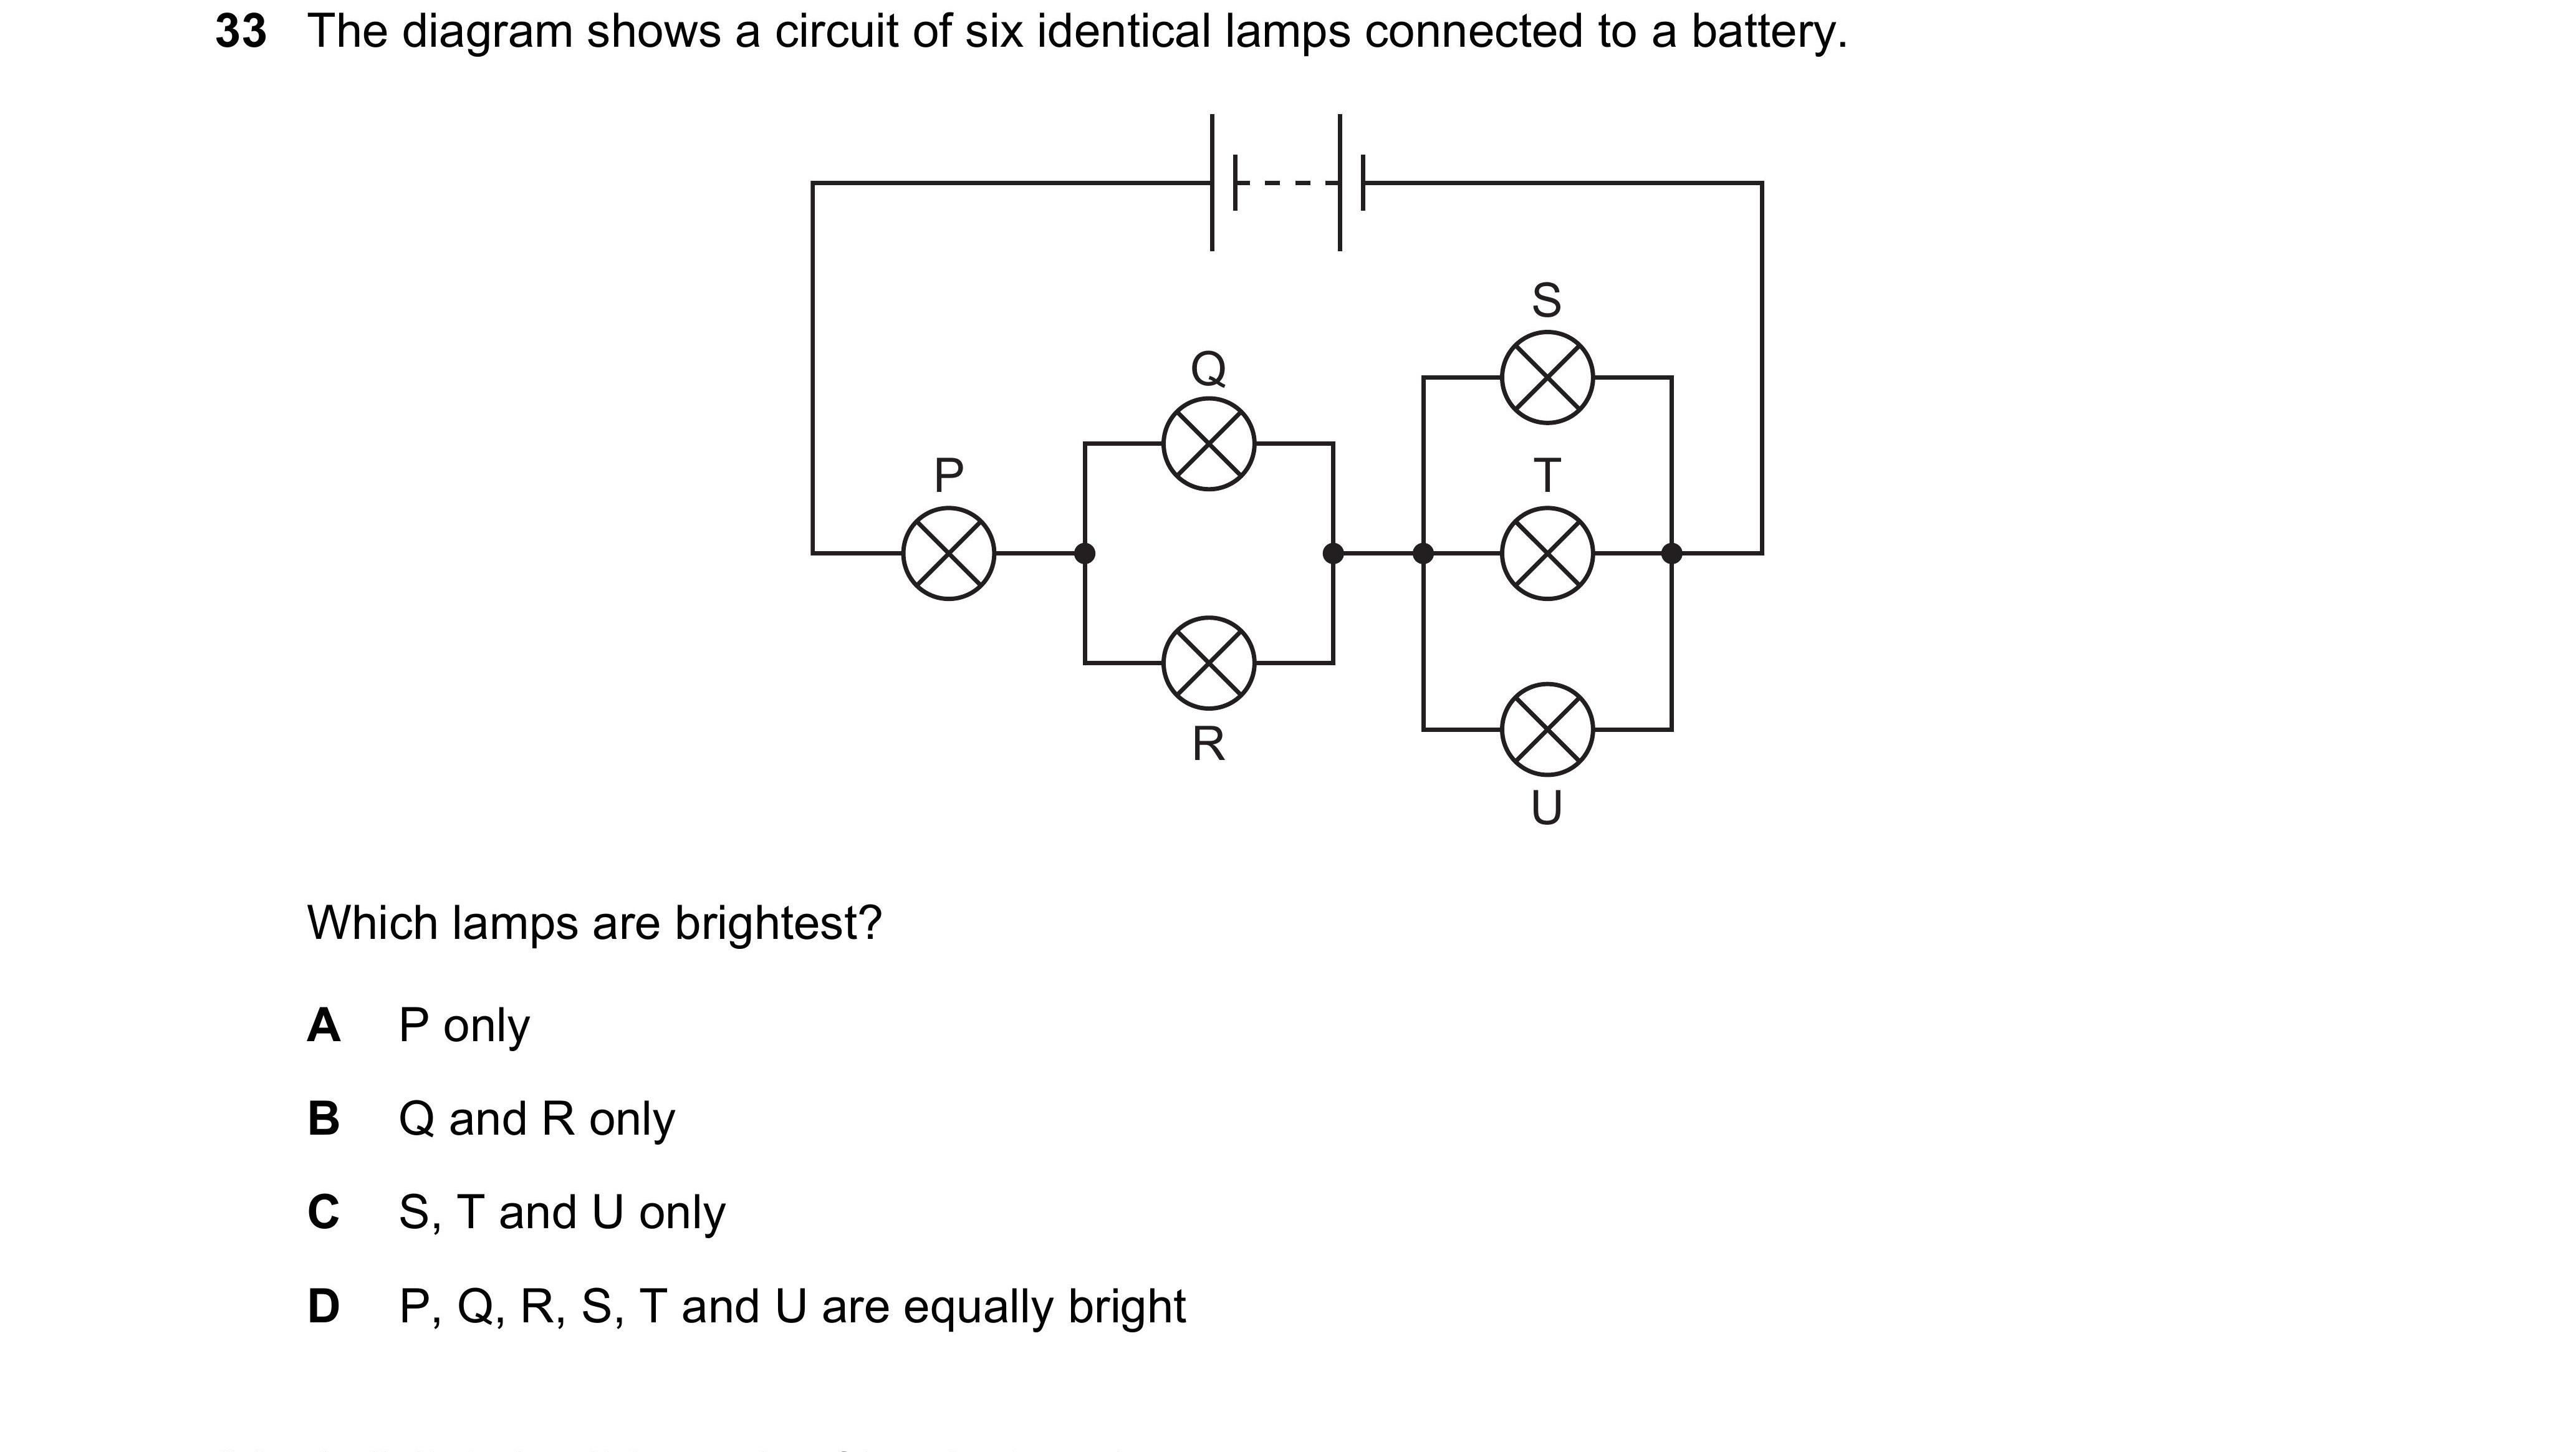 33 The diagram shows a circuit of six identical lamps connected to a battery.
S
Q
P
T
R
U
Which lamps are brightest?
A P only
B Q and R only
C S, T and U only
D P, Q, R, S, T and U are equally bright